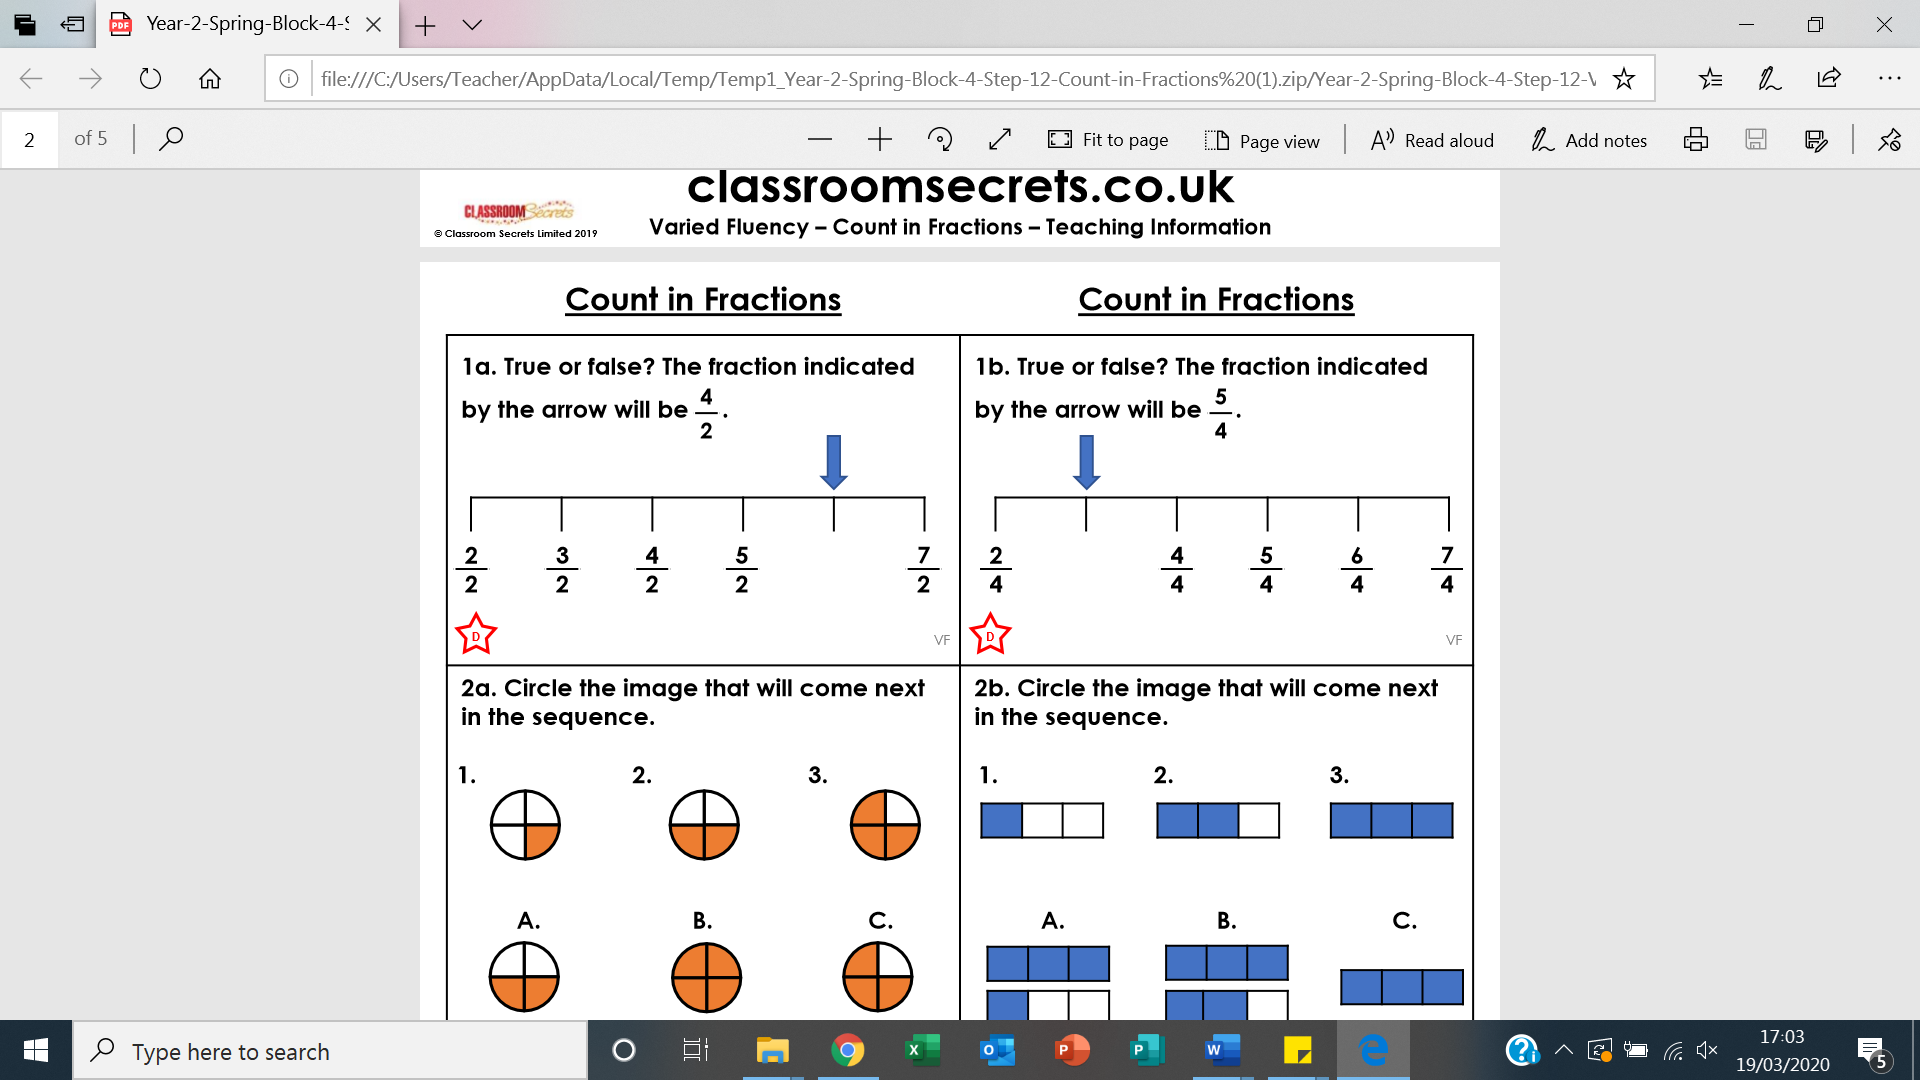 Year-2-Spring-Block-4-S
file:///C:/Users/Teacher/AppData/Local/Temp/Temp1_Year-2-Spring-Block-4-Step-12-Count-in-Fractions%20(1).zip/Year-2-Spring-Block-4-Step-12-V
2 of 5
Fit to page
Page view
Read aloud
Add notes
classroomsecrets.co.uk
CLASSROOM Secrets
© Classroom Secrets Limited 2019
Varied Fluency – Count in Fractions – Teaching Information
Count in Fractions
1a. True or false? The fraction indicated
by the arrow will be 4/2.
2/2 3/2 4/2 5/2 7/2
D
VF
Count in Fractions
1b. True or false? The fraction indicated
by the arrow will be 5/4.
2/4 4/4 5/4 6/4 7/4
D
VF
2a. Circle the image that will come next
in the sequence.
1. 2. 3.
A. B. C.
2b. Circle the image that will come next
in the sequence.
1. 2. 3.
A. B. C.
Type here to search
17:03
19/03/2020
5